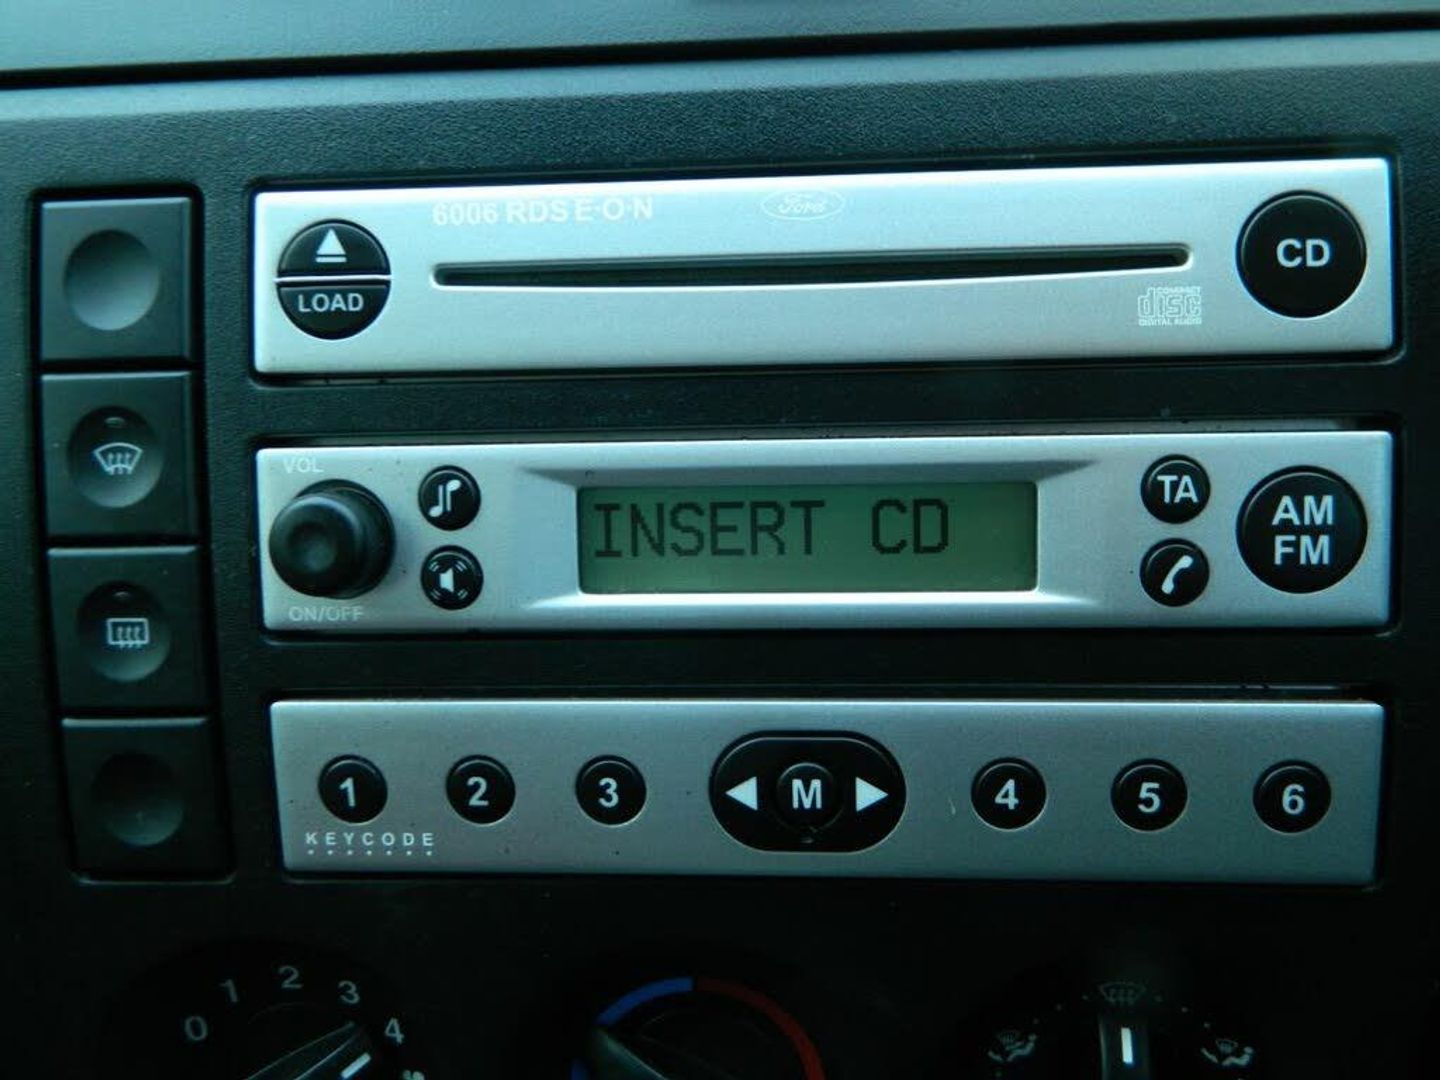 6006 RDS E·O·N
Ford
LOAD
CD
COMPACT
disc
DIGITAL AUDIO
VOL
ON/OFF
INSERT CD
TA
AM
FM
1 2 3 M 4 5 6
KEYCODE
0 1 2 3 4